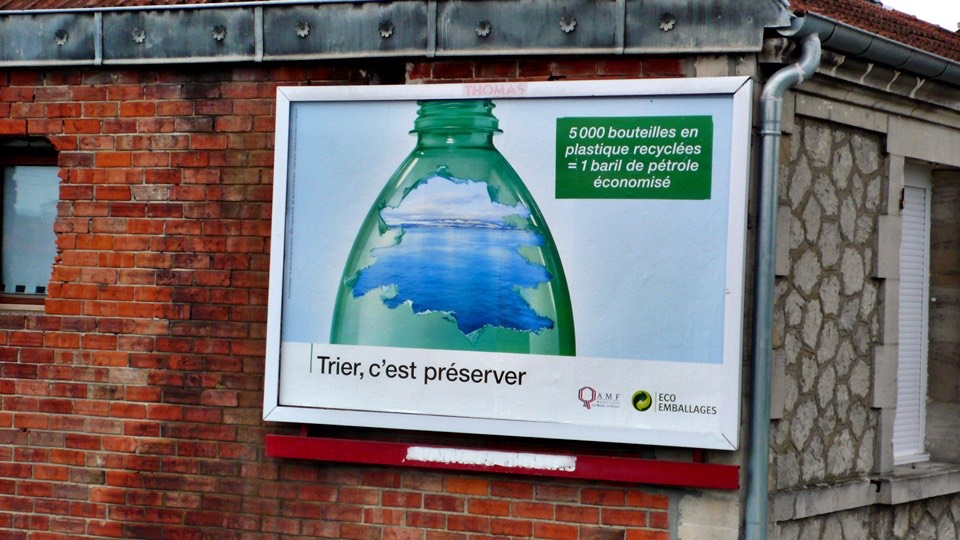 THOMAS
5 000 bouteilles en
plastique recyclées
= 1 baril de pétrole
économisé
Trier, c'est préserver
AMF
ECO
EMBALLAGES